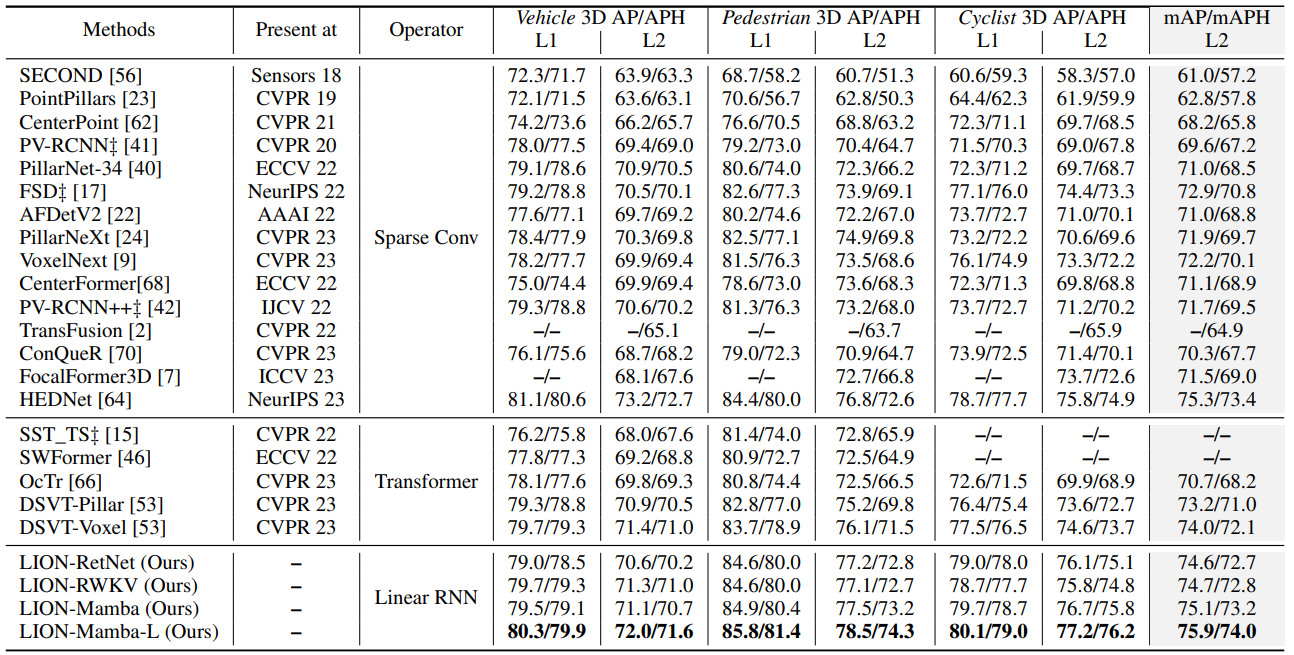 Methods Present at Operator Vehicle 3D AP/APH Pedestrian 3D AP/APH Cyclist 3D AP/APH mAP/mAPH
L1 L2 L1 L2 L1 L2 L2
SECOND [56] Sensors 18 72.3/71.7 63.9/63.3 68.7/58.2 60.7/51.3 60.6/59.3 58.3/57.0 61.0/57.2
PointPillars [23] CVPR 19 72.1/71.5 63.6/63.1 70.6/56.7 62.8/50.3 64.4/62.3 61.9/59.9 62.8/57.8
CenterPoint [62] CVPR 21 74.2/73.6 66.2/65.7 76.6/70.5 68.8/63.2 72.3/71.1 69.7/68.5 68.2/65.8
PV-RCNN‡ [41] CVPR 20 78.0/77.5 69.4/69.0 79.2/73.0 70.4/64.7 71.5/70.3 69.0/67.8 69.6/67.2
PillarNet-34 [40] ECCV 22 79.1/78.6 70.9/70.5 80.6/74.0 72.3/66.2 72.3/71.2 69.7/68.7 71.0/68.5
FSD‡ [17] NeurIPS 22 79.2/78.8 70.5/70.1 82.6/77.3 73.9/69.1 77.1/76.0 74.4/73.3 72.9/70.8
AFDetV2 [22] AAAI 22 77.6/77.1 69.7/69.2 80.2/74.6 72.2/67.0 73.7/72.7 71.0/70.1 71.0/68.8
PillarNeXt [24] CVPR 23 Sparse Conv 78.4/77.9 70.3/69.8 82.5/77.1 74.9/69.8 73.2/72.2 70.6/69.6 71.9/69.7
VoxelNext [9] CVPR 23 78.2/77.7 69.9/69.4 81.5/76.3 73.5/68.6 76.1/74.9 73.3/72.2 72.2/70.1
CenterFormer[68] ECCV 22 75.0/74.4 69.9/69.4 78.6/73.0 73.6/68.3 72.3/71.3 69.8/68.8 71.1/68.9
PV-RCNN++‡ [42] IJCV 22 79.3/78.8 70.6/70.2 81.3/76.3 73.2/68.0 73.7/72.7 71.2/70.2 71.7/69.5
TransFusion [2] CVPR 22 –/– –/65.1 –/– –/63.7 –/– –/65.9 –/64.9
ConQueR [70] CVPR 23 76.1/75.6 68.7/68.2 79.0/72.3 70.9/64.7 73.9/72.5 71.4/70.1 70.3/67.7
FocalFormer3D [7] ICCV 23 –/– 68.1/67.6 –/– 72.7/66.8 –/– 73.7/72.6 71.5/69.0
HEDNet [64] NeurIPS 23 81.1/80.6 73.2/72.7 84.4/80.0 76.8/72.6 78.7/77.7 75.8/74.9 75.3/73.4
SST_TS‡ [15] CVPR 22 76.2/75.8 68.0/67.6 81.4/74.0 72.8/65.9 –/– –/– –/–
SWFormer [46] ECCV 22 77.8/77.3 69.2/68.8 80.9/72.7 72.5/64.9 –/– –/– –/–
OcTr [66] CVPR 23 Transformer 78.1/77.6 69.8/69.3 80.8/74.4 72.5/66.5 72.6/71.5 69.9/68.9 70.7/68.2
DSVT-Pillar [53] CVPR 23 79.3/78.8 70.9/70.5 82.8/77.0 75.2/69.8 76.4/75.4 73.6/72.7 73.2/71.0
DSVT-Voxel [53] CVPR 23 79.7/79.3 71.4/71.0 83.7/78.9 76.1/71.5 77.5/76.5 74.6/73.7 74.0/72.1
LION-RetNet (Ours) – 79.0/78.5 70.6/70.2 84.6/80.0 77.2/72.8 79.0/78.0 76.1/75.1 74.6/72.7
LION-RWKV (Ours) – Linear RNN 79.7/79.3 71.3/71.0 84.6/80.0 77.1/72.7 78.7/77.7 75.8/74.8 74.7/72.8
LION-Mamba (Ours) – 79.5/79.1 71.1/70.7 84.9/80.4 77.5/73.2 79.7/78.7 76.7/75.8 75.1/73.2
LION-Mamba-L (Ours) – 80.3/79.9 72.0/71.6 85.8/81.4 78.5/74.3 80.1/79.0 77.2/76.2 75.9/74.0